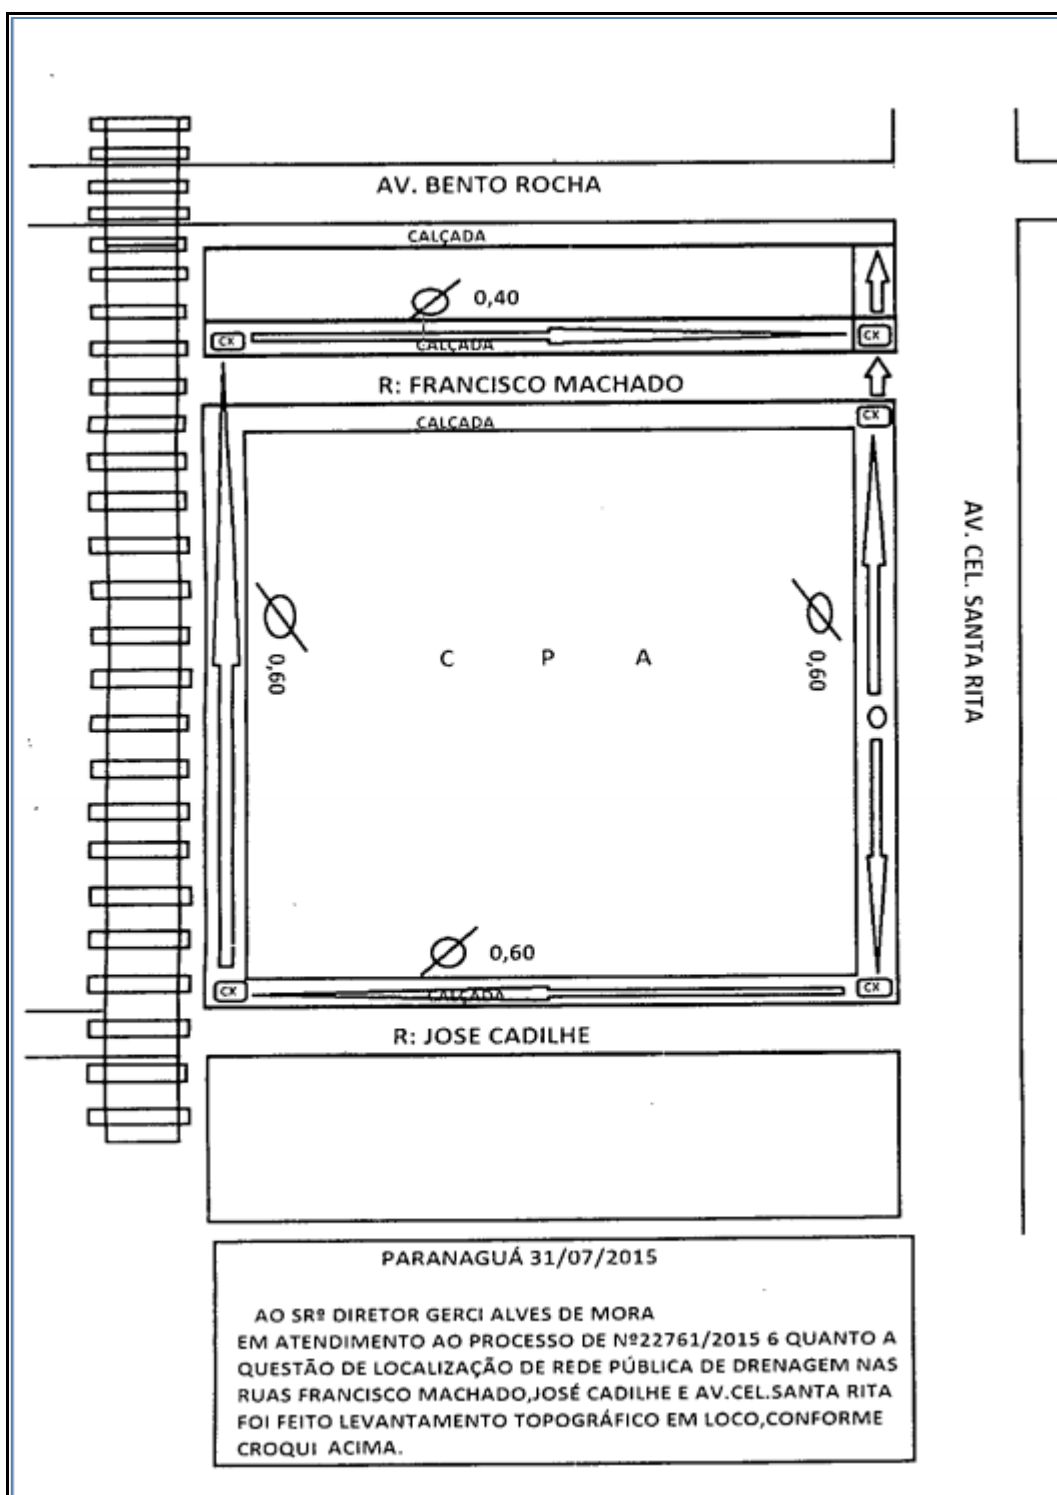 AV. BENTO ROCHA
CALÇADA
0,40
CX
CX
CALÇADA
R: FRANCISCO MACHADO
CX
CALÇADA
AV. CEL. SANTA RITA
0,60
C P A
0,60
0,60
CX
CALÇADA
CX
R: JOSE CADILHE
PARANAGUÁ 31/07/2015
AO SRº DIRETOR GERCI ALVES DE MORA
EM ATENDIMENTO AO PROCESSO DE Nº22761/2015 6 QUANTO A
QUESTÃO DE LOCALIZAÇÃO DE REDE PÚBLICA DE DRENAGEM NAS
RUAS FRANCISCO MACHADO,JOSÉ CADILHE E AV.CEL.SANTA RITA
FOI FEITO LEVANTAMENTO TOPOGRÁFICO EM LOCO,CONFORME
CROQUI ACIMA.